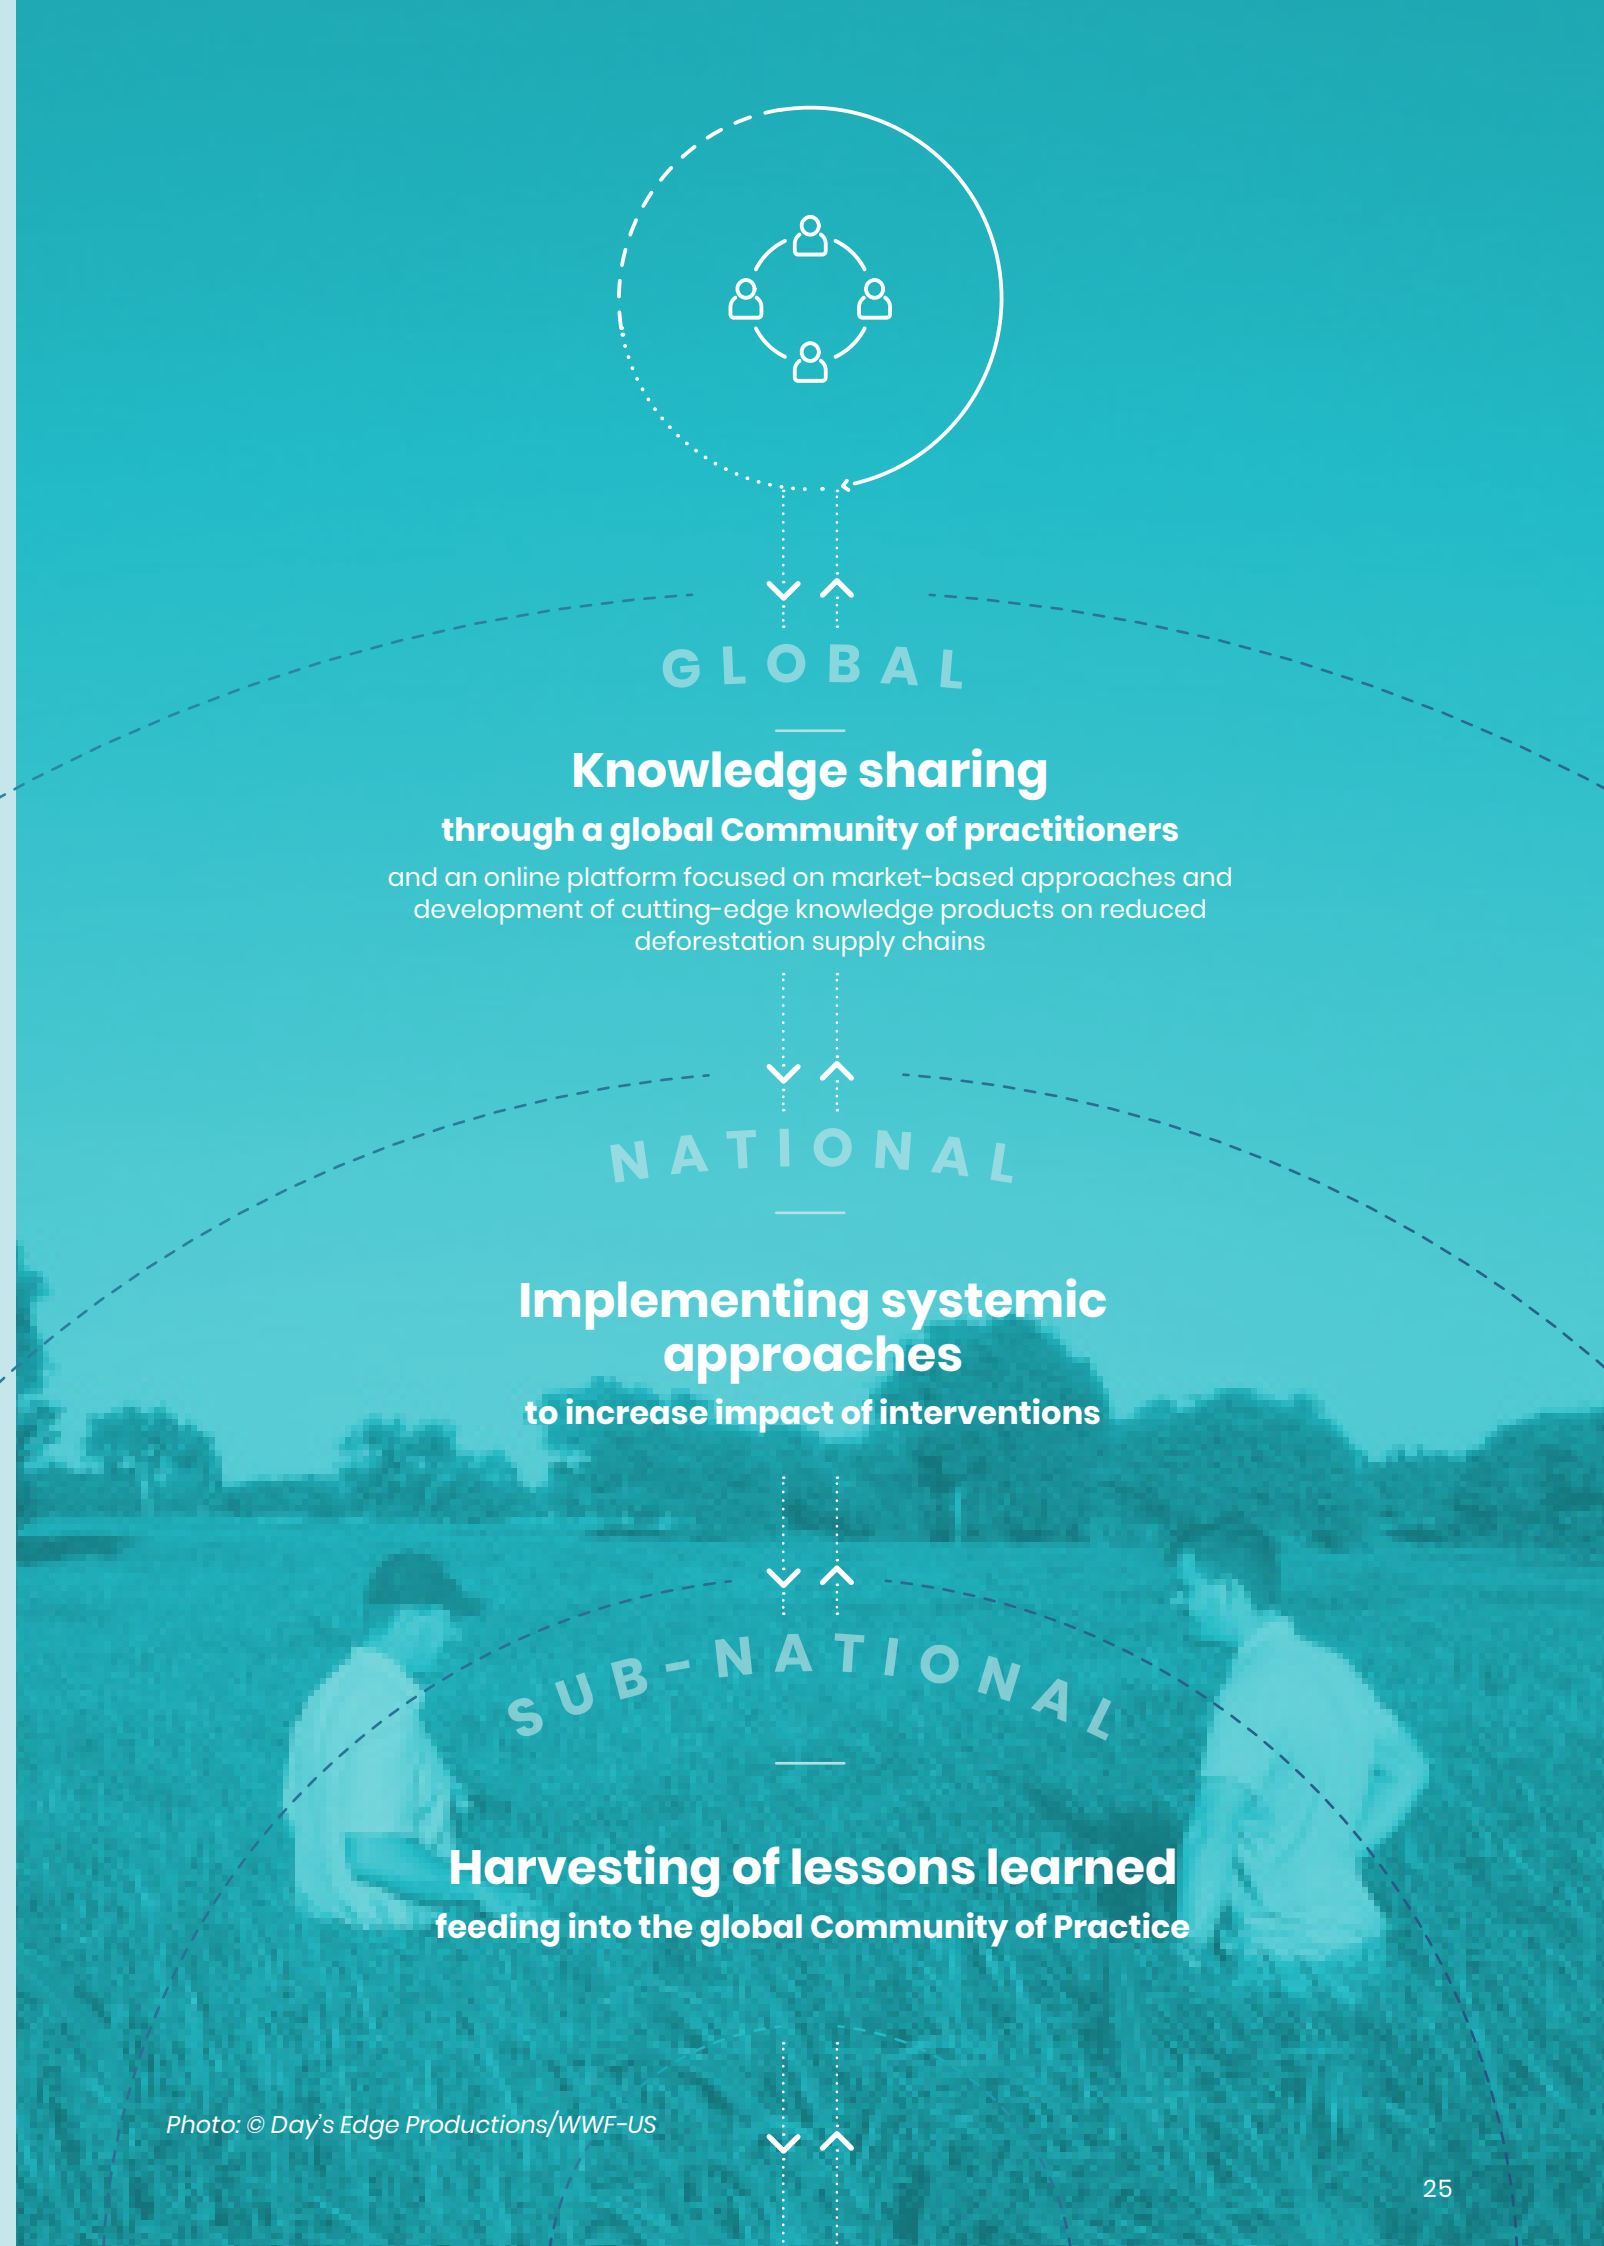 GLOBAL
Knowledge sharing
through a global Community of practitioners
and an online platform focused on market-based approaches and
development of cutting-edge knowledge products on reduced
deforestation supply chains
NATIONAL
Implementing systemic
approaches
to increase impact of interventions
SUB-NATIONAL
Harvesting of lessons learned
feeding into the global Community of Practice
Photo: © Day's Edge Productions/WWF-US
25